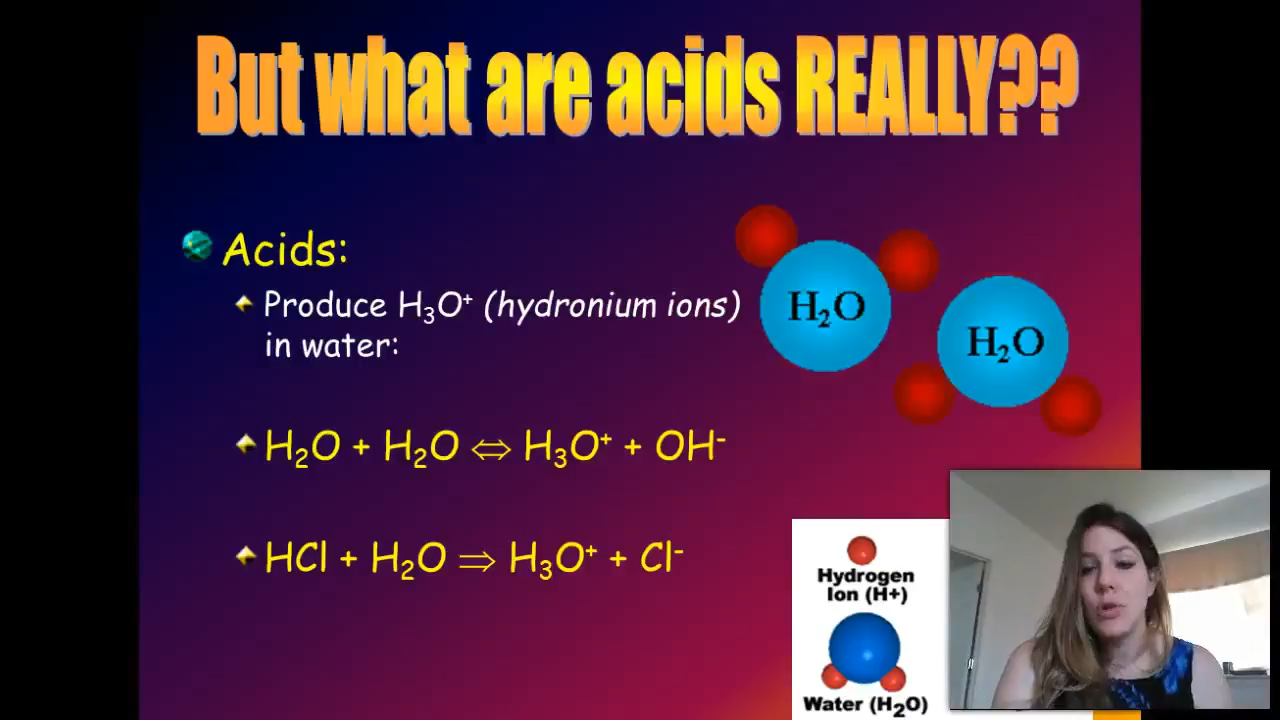 But what are acids REALLY??
Acids:
Produce H₃O⁺ (hydronium ions)
in water:
H₂O
H₂O
H₂O + H₂O ⇔ H₃O⁺ + OH⁻
HCl + H₂O ⇒ H₃O⁺ + Cl⁻
Hydrogen
Ion (H+)
Water (H₂O)